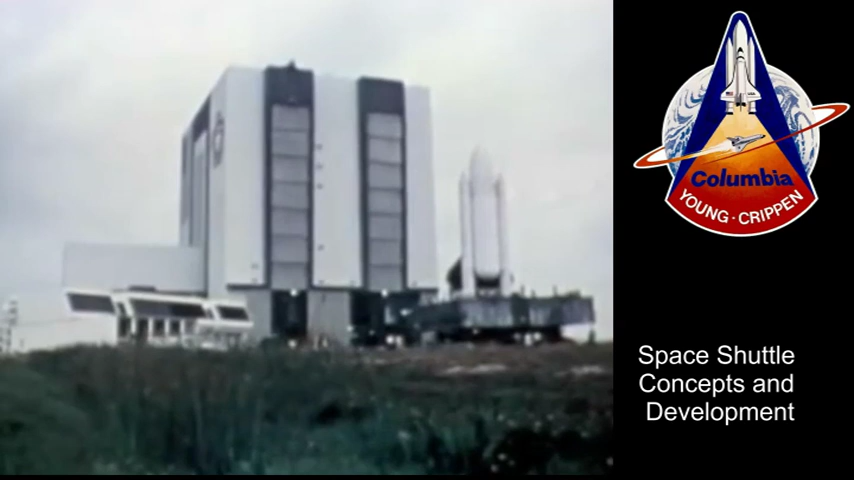 Columbia
YOUNG · CRIPPEN
Space Shuttle
Concepts and
Development